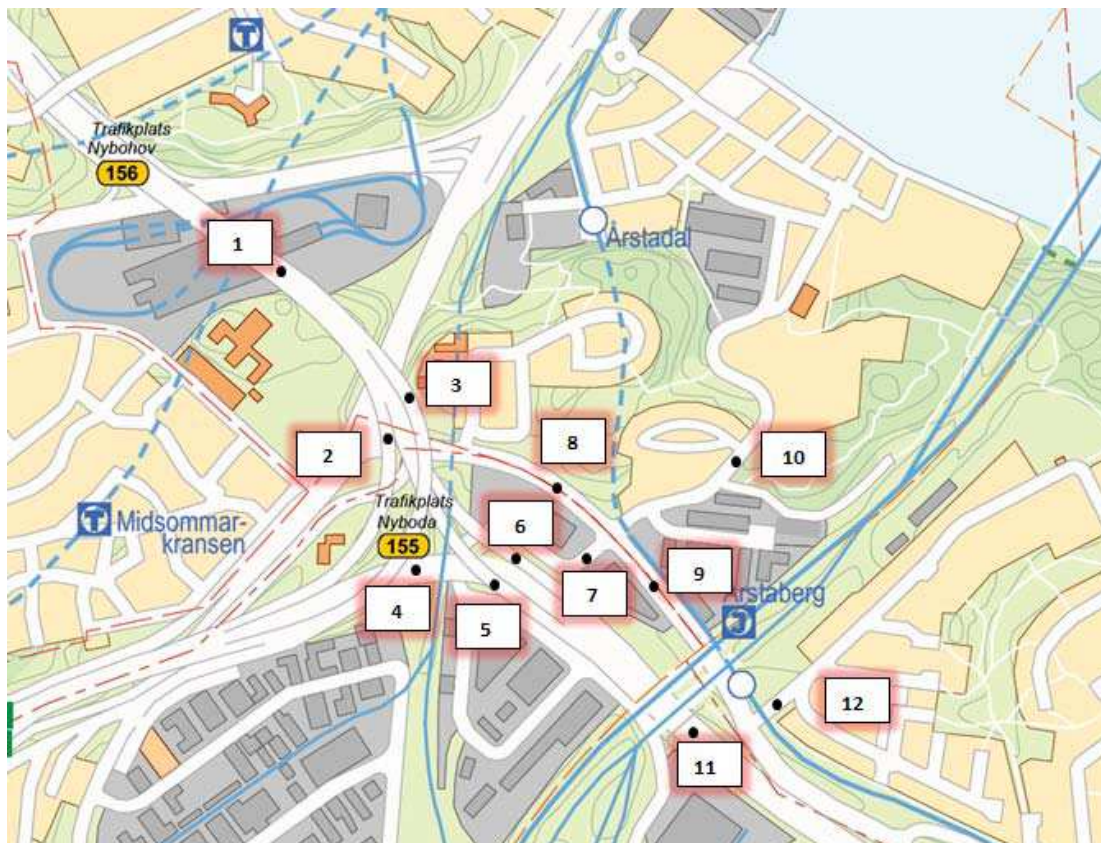 T
Trafikplats
Nybohov
156
1
Årstadal
3
2
8
10
T
Midsommar-
kransen
Trafikplats
Nyboda
155
6
9
7
4
5
Årstaberg
J
12
11